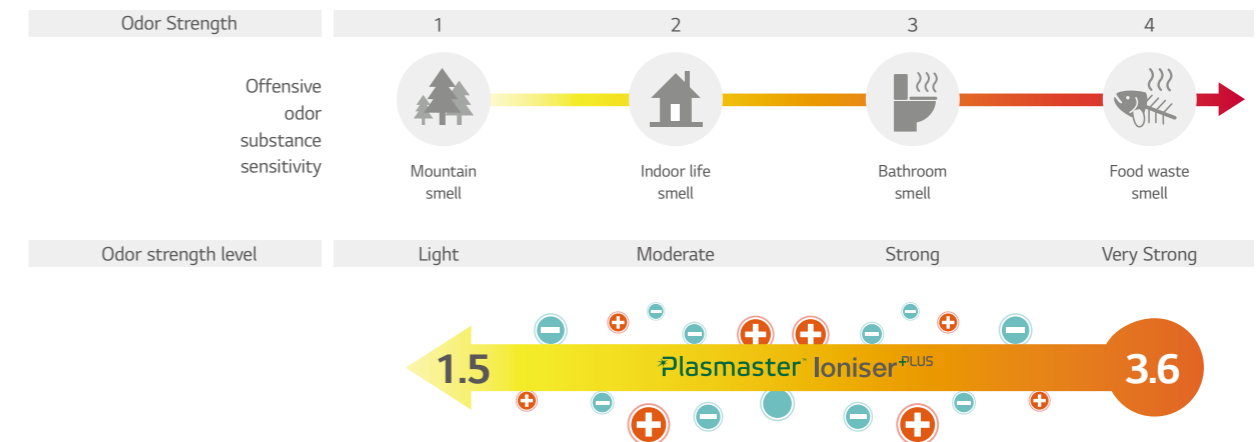 Odor Strength 1 2 3 4
Offensive
odor
substance
sensitivity
Mountain
smell
Indoor life
smell
Bathroom
smell
Food waste
smell
Odor strength level Light Moderate Strong Very Strong
1.5 Plasmaster™ Ioniser+PLUS 3.6